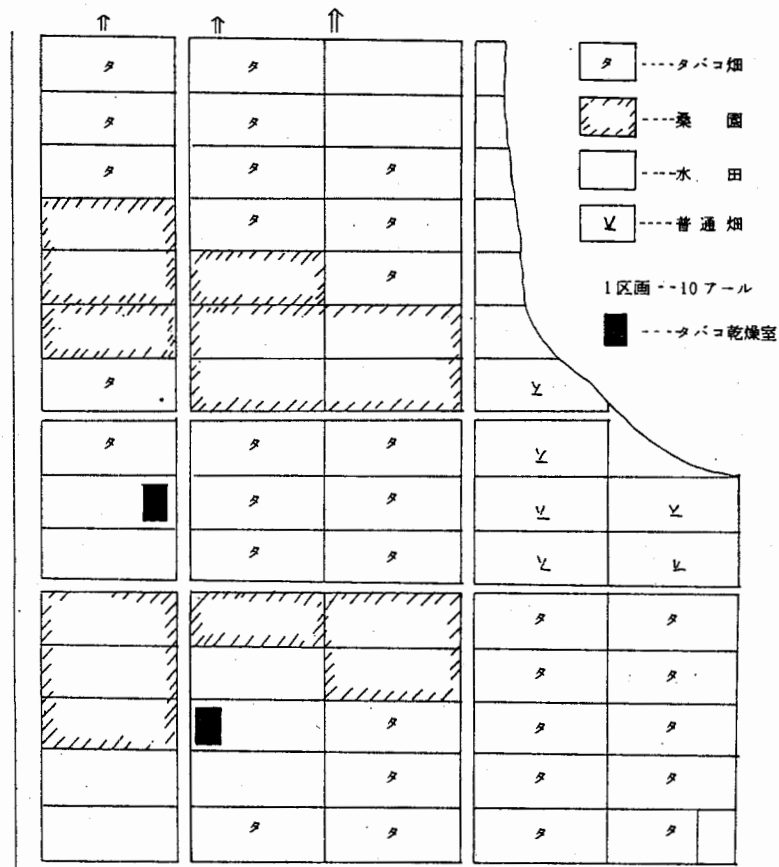 タ タ
タ タ
タ タ タ
タ タ
タ
タ
タ タ タ
タ タ
タ タ
タ タ
タ タ
タ タ タ
タ タ タ
タ タ タ タ
タ ----タバコ畑
----桑 園
----水 田
----普通畑
1区画--10アール
----タバコ乾燥室